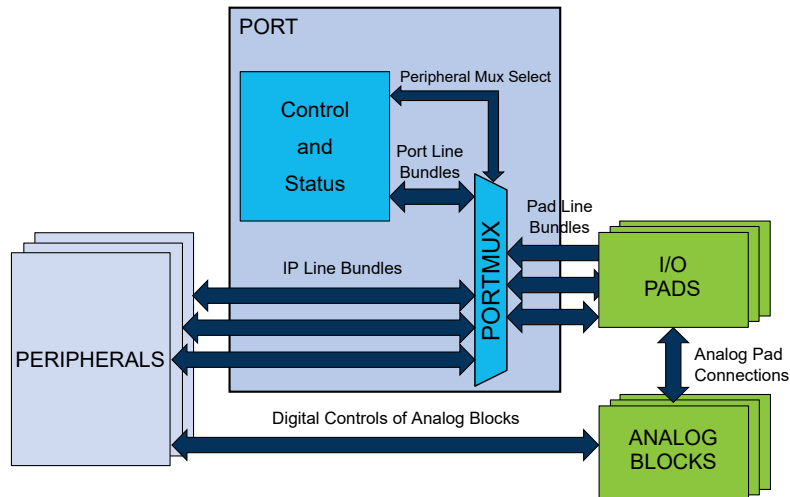 PORT
Peripheral Mux Select
Control
and
Status
Port Line
Bundles
Pad Line
Bundles
IP Line Bundles
PORTMUX
I/O
PADS
PERIPHERALS
Analog Pad
Connections
Digital Controls of Analog Blocks
ANALOG
BLOCKS